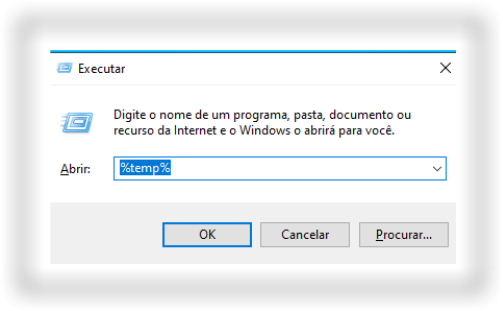 Executar
Digite o nome de um programa, pasta, documento ou
recurso da Internet e o Windows o abrirá para você.
Abrir: %temp%
OK Cancelar Procurar...